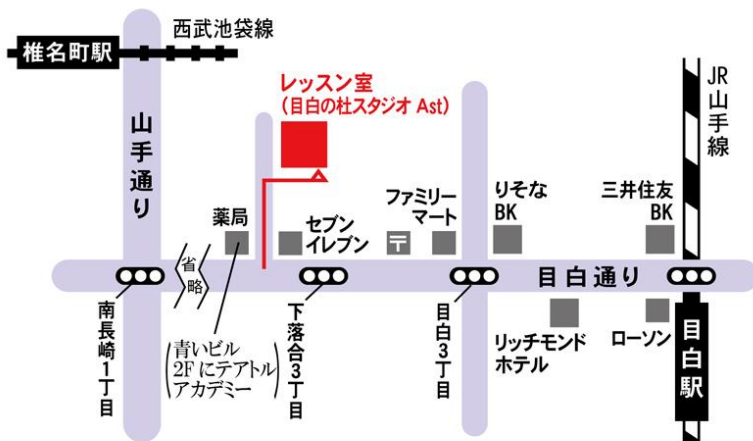 西武池袋線
椎名町駅
JR山手線
レッスン室
(目白の杜スタジオ Ast)
山手通り
薬局
セブン
イレブン
〒
ファミリー
マート
りそな
BK
三井住友
BK
省略
目白通り
南長崎1丁目
(青いビル
2Fにテアトル
アカデミー)
下落合3丁目
目白3丁目
リッチモンド
ホテル
ローソン
目白駅